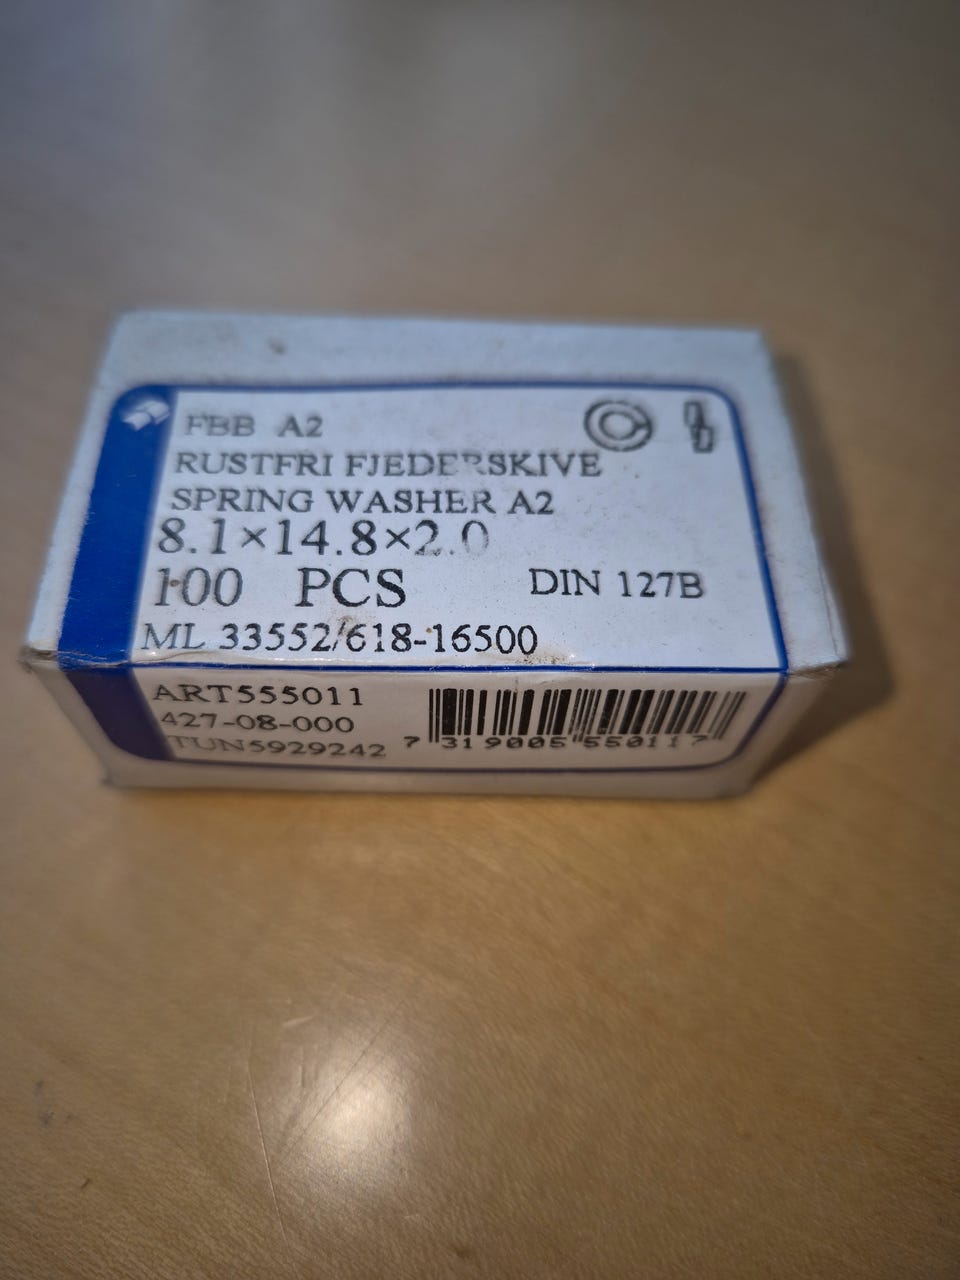 FBB A2
RUSTFRI FJEDERSKIVE
SPRING WASHER A2
8.1×14.8×2.0
100 PCS DIN 127B
ML 33552/618-16500
ART555011
427-08-000
TUN5929242
7 319005 550117